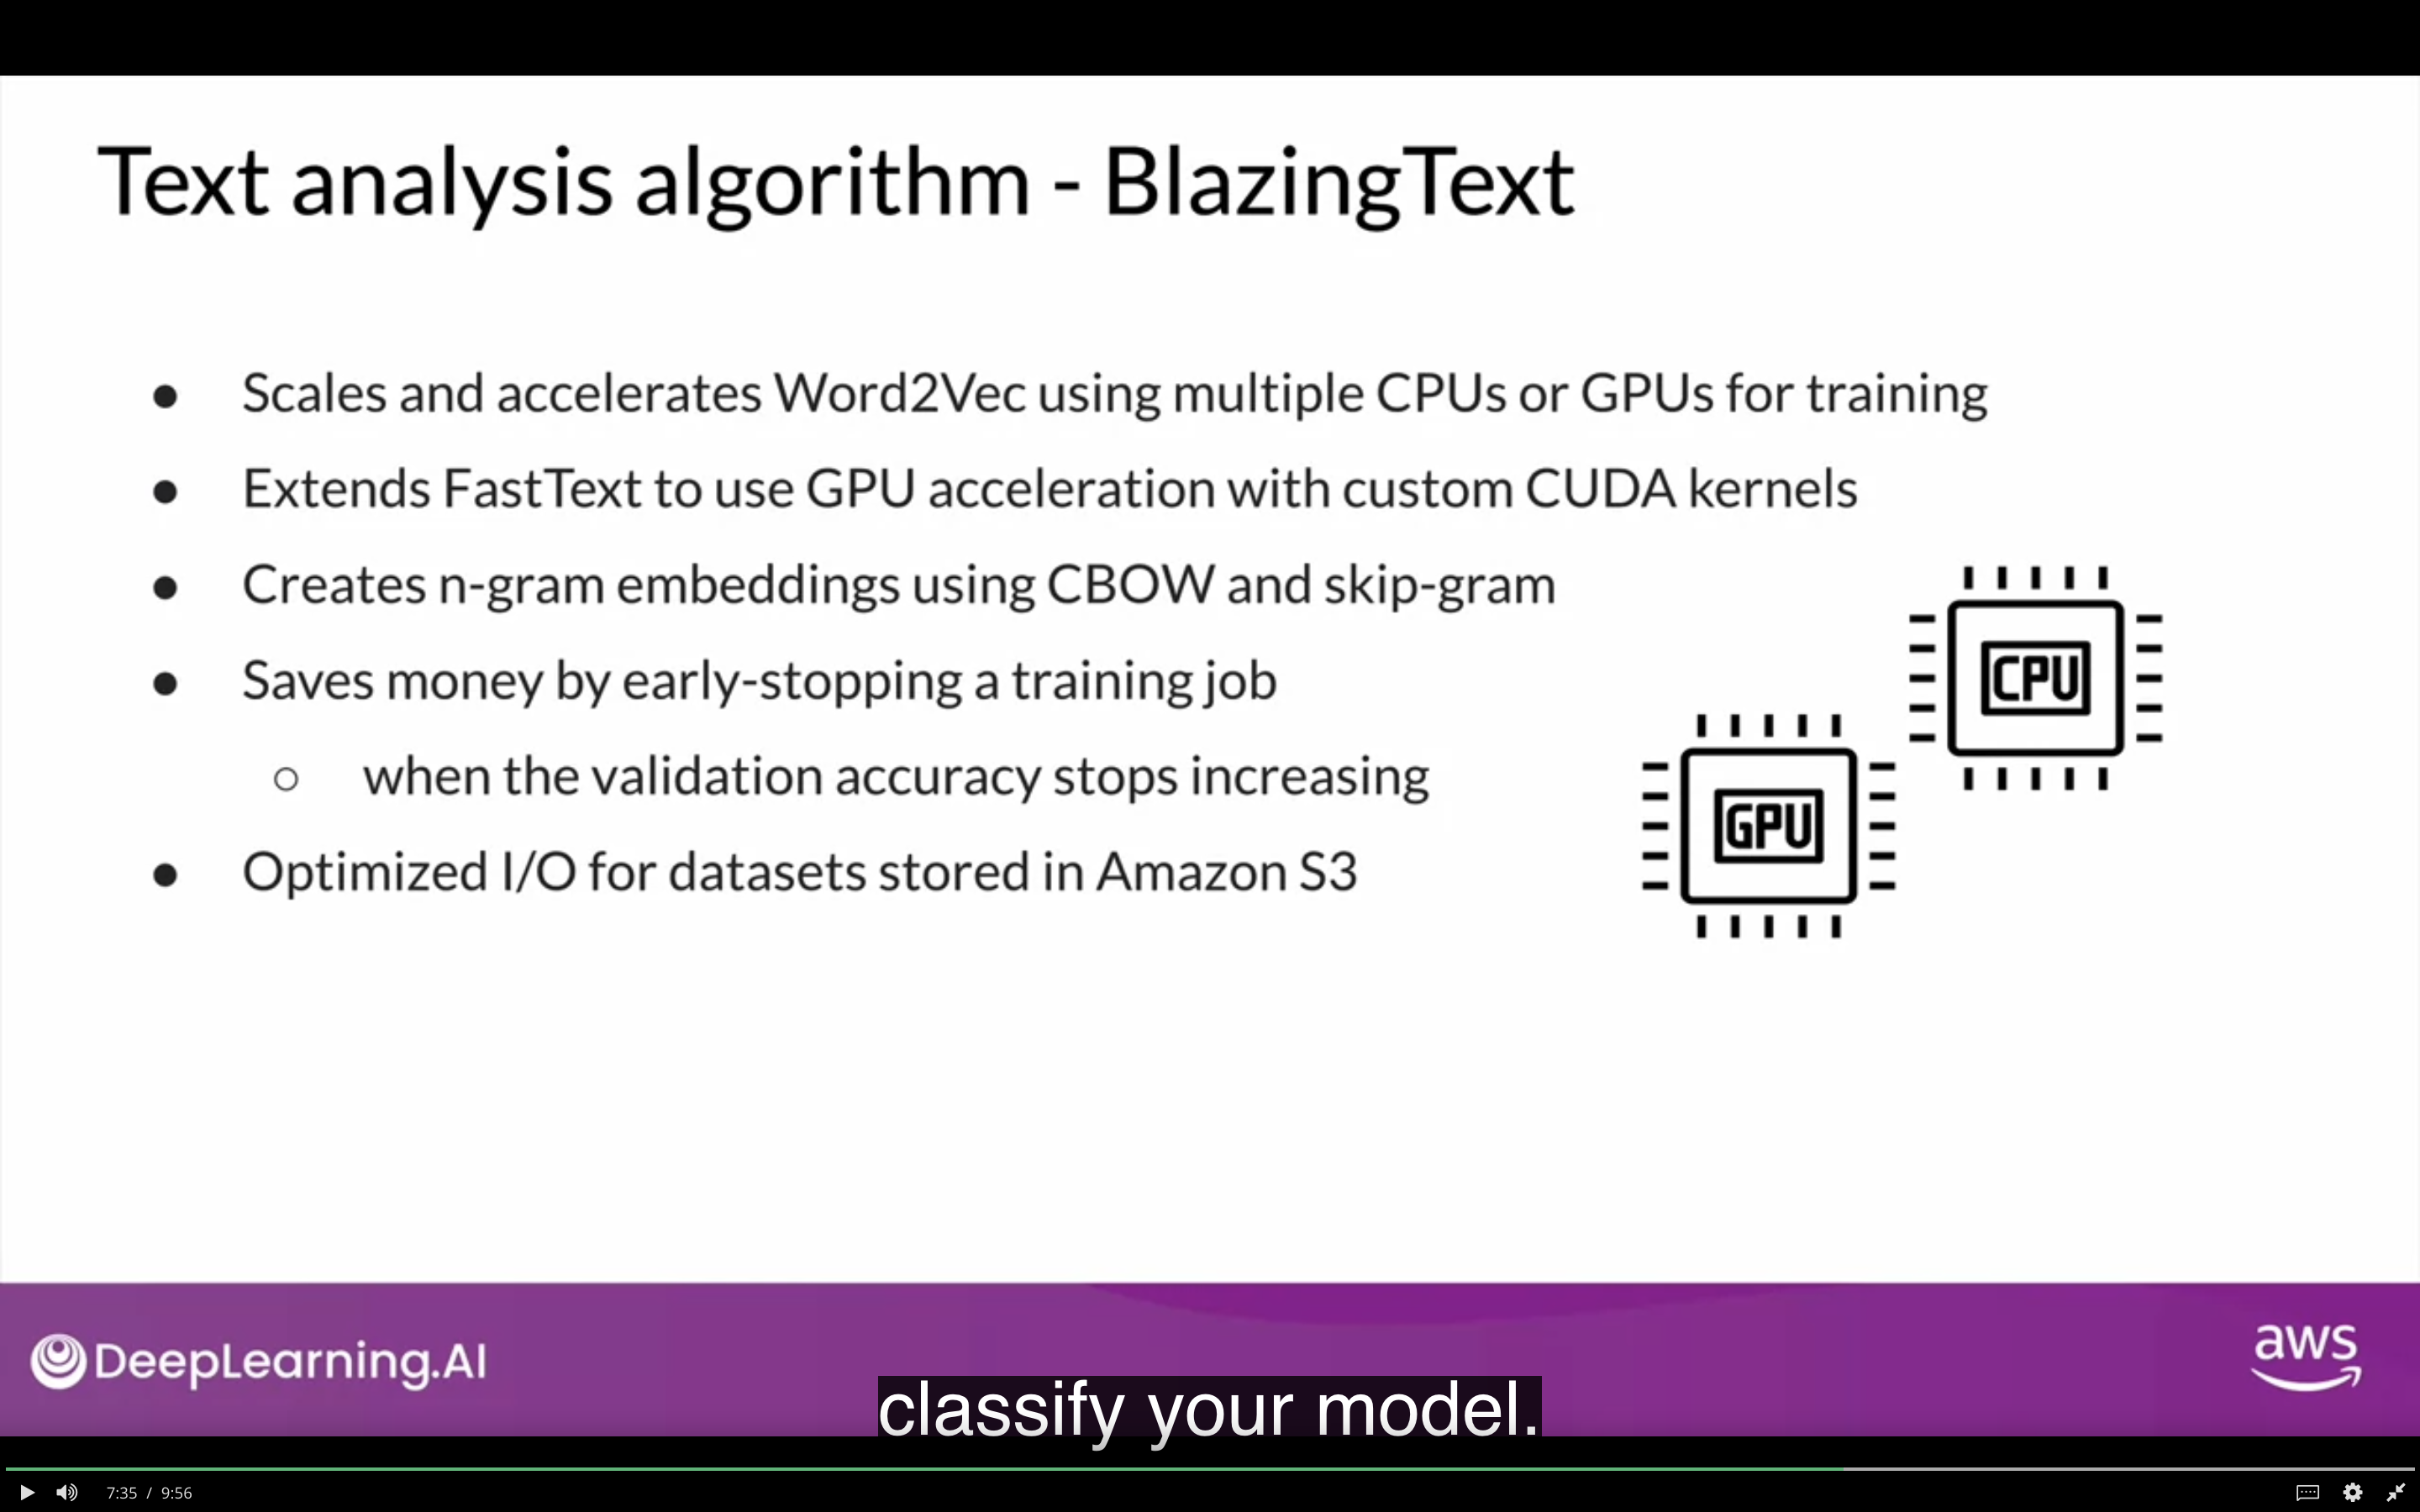 Text analysis algorithm - BlazingText
● Scales and accelerates Word2Vec using multiple CPUs or GPUs for training
● Extends FastText to use GPU acceleration with custom CUDA kernels
● Creates n-gram embeddings using CBOW and skip-gram
● Saves money by early-stopping a training job
○ when the validation accuracy stops increasing
● Optimized I/O for datasets stored in Amazon S3
CPU
GPU
DeepLearning.AI
aws
classify your model.
7:35 / 9:56